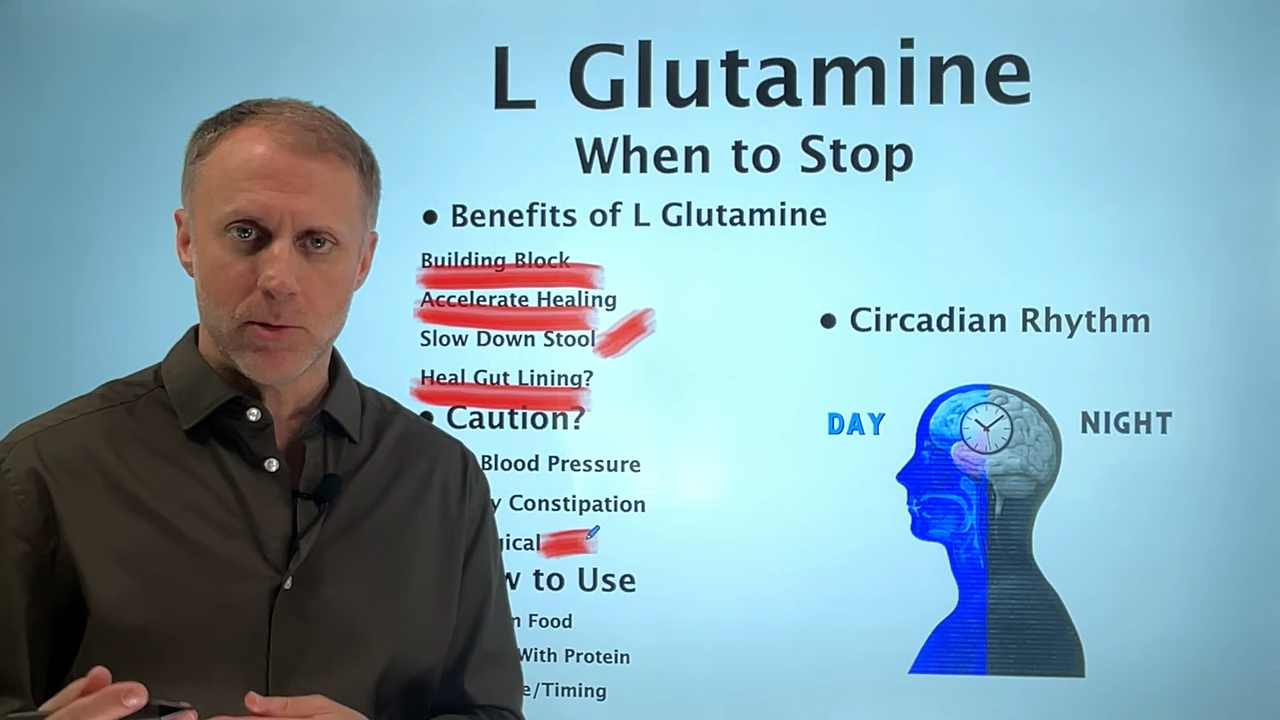 L Glutamine
When to Stop
• Benefits of L Glutamine
Building Block
Accelerate Healing
Slow Down Stool
Heal Gut Lining?
• Caution?
Blood Pressure
Constipation
to Use
Food
With Protein
/Timing
• Circadian Rhythm
DAY
NIGHT